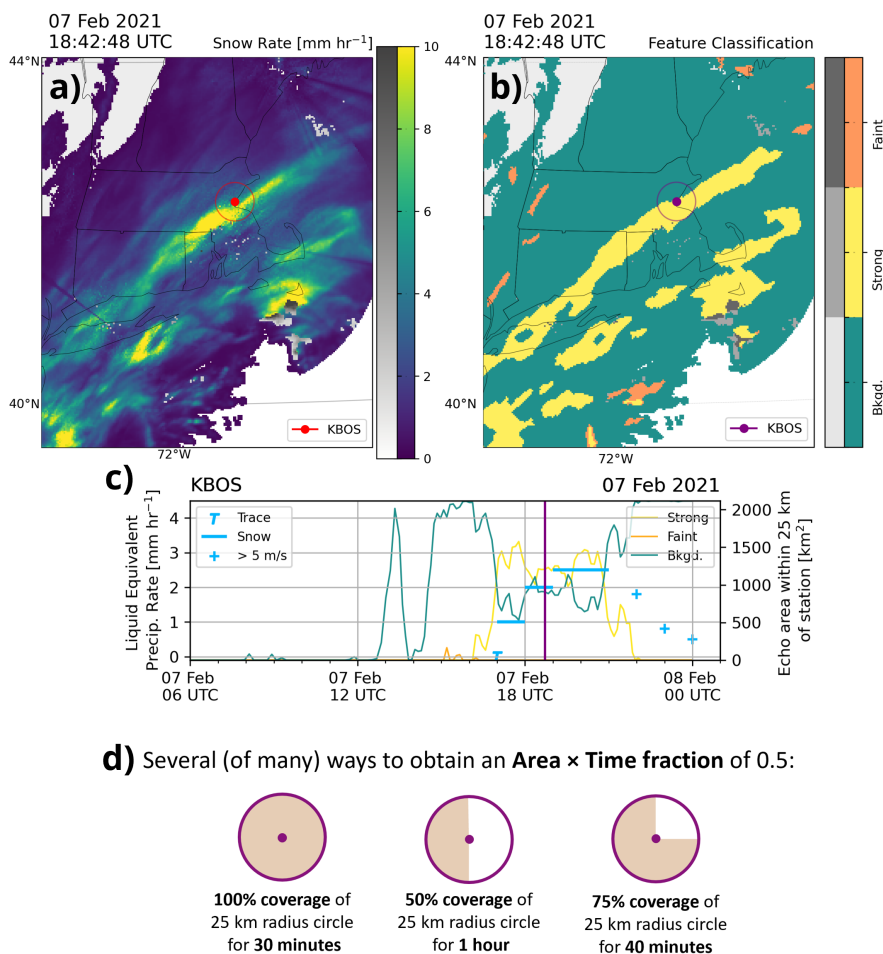 07 Feb 2021
18:42:48 UTC
Snow Rate [mm hr⁻¹]
a)
44°N
40°N
72°W
KBOS
10
8
6
4
2
0
07 Feb 2021
18:42:48 UTC
Feature Classification
b)
44°N
40°N
72°W
KBOS
Faint
Strong
Bkgd.
c)
KBOS
07 Feb 2021
Liquid Equivalent
Precip. Rate [mm hr⁻¹]
4
3
2
1
0
Trace
Snow
> 5 m/s
Strong
Faint
Bkgd.
2000
1500
1000
500
0
Echo area within 25 km
of station [km²]
07 Feb
06 UTC
07 Feb
12 UTC
07 Feb
18 UTC
08 Feb
00 UTC
d) Several (of many) ways to obtain an Area × Time fraction of 0.5:
100% coverage of
25 km radius circle
for 30 minutes
50% coverage of
25 km radius circle
for 1 hour
75% coverage of
25 km radius circle
for 40 minutes